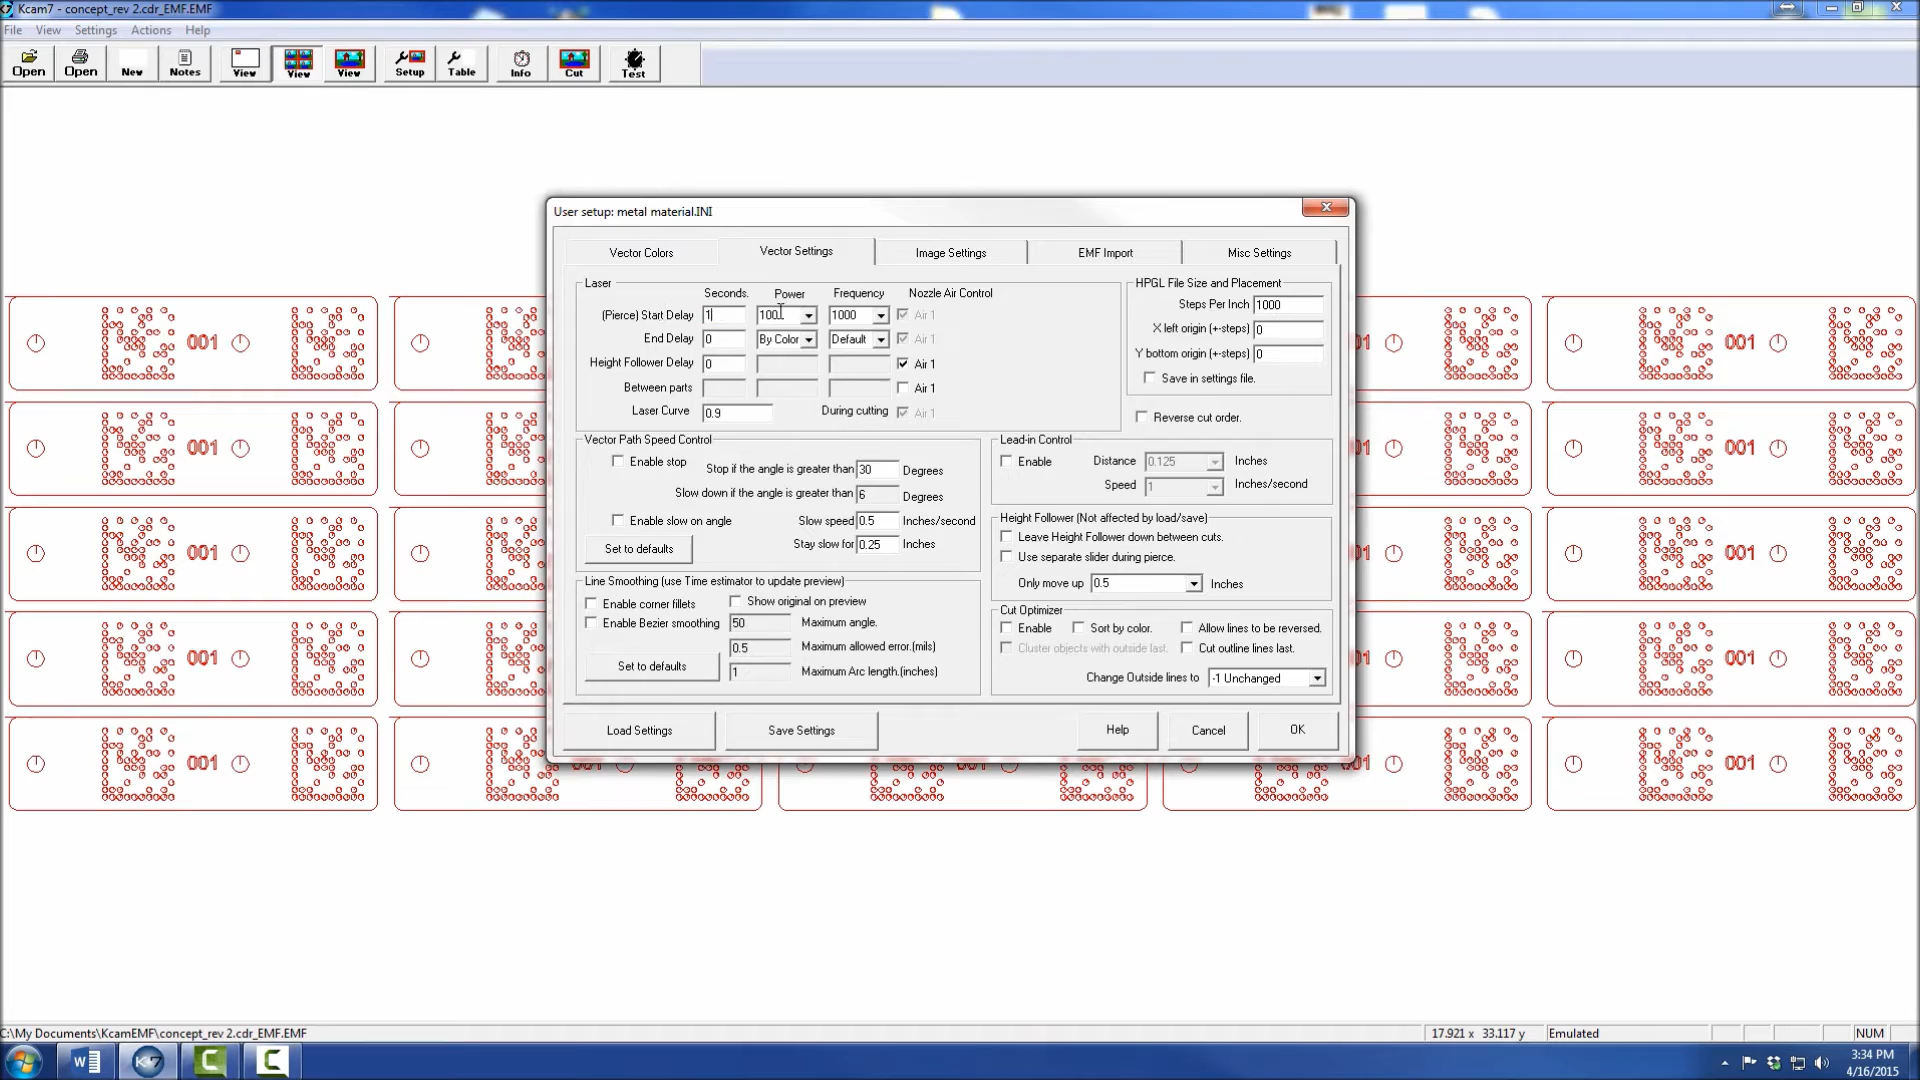 Kcam7 - concept_rev 2.cdr_EMF.EMF
File View Settings Actions Help
Open Open New Notes View View View Setup Table Info Cut Test
User setup: metal material.INI
Vector Colors Vector Settings Image Settings EMF Import Misc Settings
Laser
Seconds. Power Frequency Nozzle Air Control
(Pierce) Start Delay 1 100 1000 Air 1
End Delay 0 By Color Default Air 1
Height Follower Delay 0 Air 1
Between parts Air 1
Laser Curve 0.9 During cutting Air 1
HPGL File Size and Placement
Steps Per Inch 1000
X left origin (+-steps) 0
Y bottom origin (+-steps) 0
Save in settings file.
Reverse cut order.
Vector Path Speed Control
Enable stop Stop if the angle is greater than 30 Degrees
Slow down if the angle is greater than 6 Degrees
Enable slow on angle Slow speed 0.5 Inches/second
Set to defaults Stay slow for 0.25 Inches
Lead-in Control
Enable Distance 0.125 Inches
Speed 1 Inches/second
Height Follower (Not affected by load/save)
Leave Height Follower down between cuts.
Use separate slider during pierce.
Only move up 0.5 Inches
Line Smoothing (use Time estimator to update preview)
Enable corner fillets Show original on preview
Enable Bezier smoothing 50 Maximum angle.
0.5 Maximum allowed error.(mils)
Set to defaults 1 Maximum Arc length.(inches)
Cut Optimizer
Enable Sort by color. Allow lines to be reversed.
Cluster objects with outside last. Cut outline lines last.
Change Outside lines to -1 Unchanged
Load Settings Save Settings Help Cancel OK
001 01 001
001 01 001
001 01 001
001 01 001
001 001 001 01 001
C:\My Documents\KcamEMF\concept_rev 2.cdr_EMF.EMF
17.921 x 33.117 y Emulated NUM
3:34 PM
4/16/2015